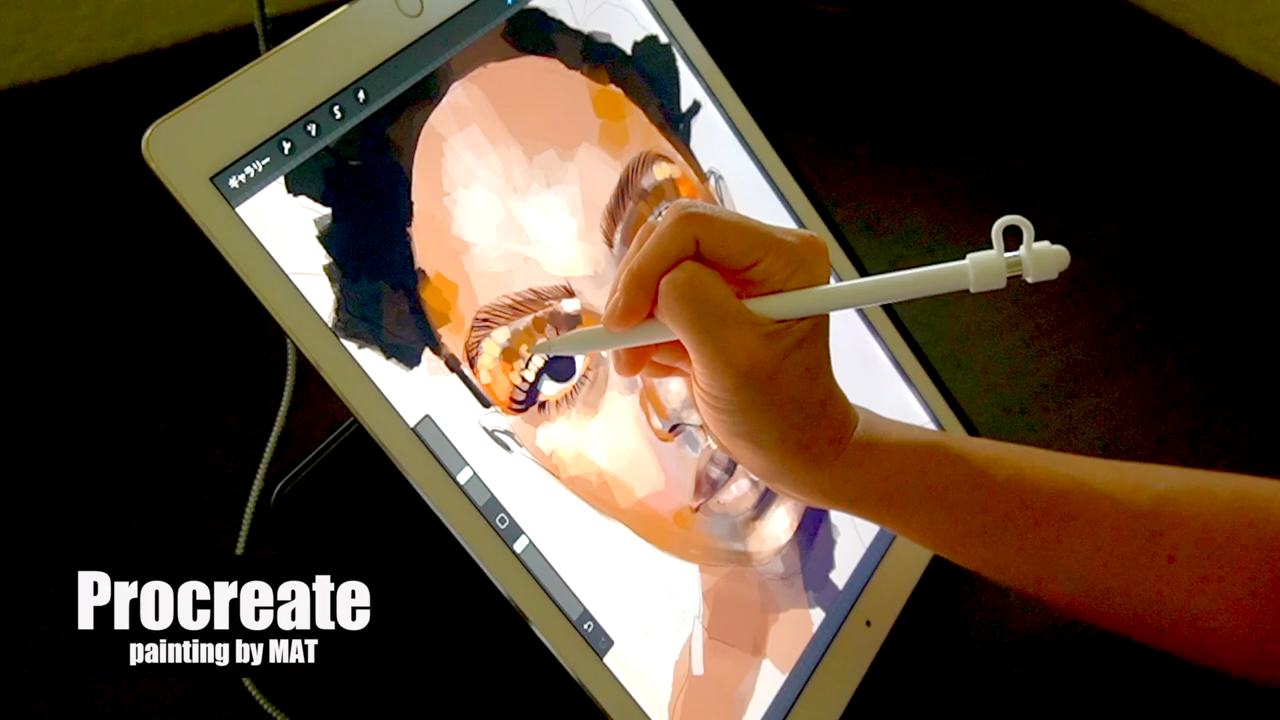 ギャラリー
Procreate
painting by MAT